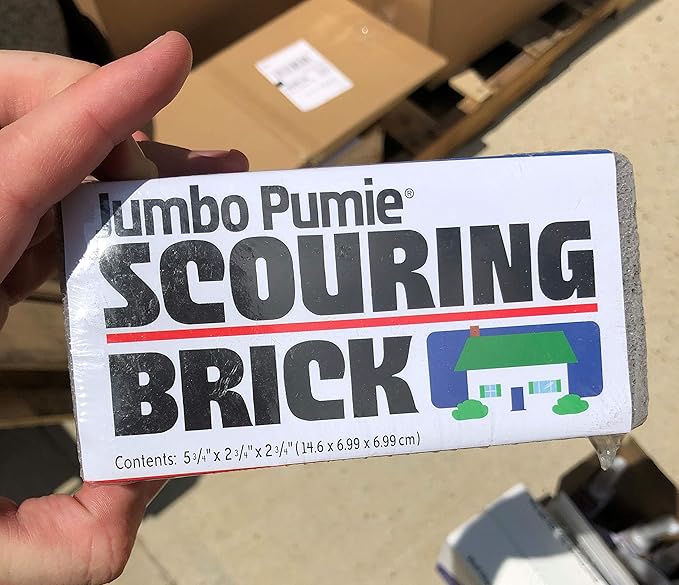 Jumbo Pumie®
SCOURING
BRICK
Contents: 5 3/4" x 2 3/4" x 2 3/4" (14.6 x 6.99 x 6.99 cm)